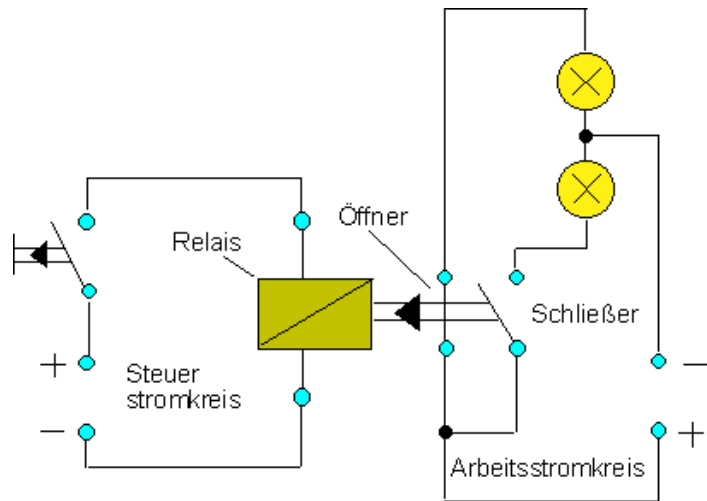 Öffner
Relais
Schließer
+
Steuer
stromkreis
−
−
+
Arbeitsstromkreis